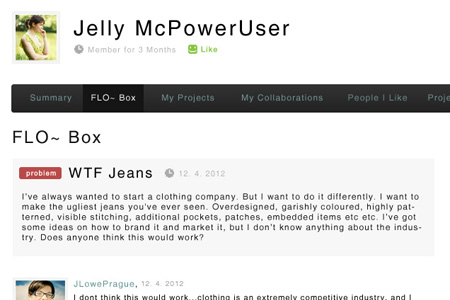 Jelly McPowerUser
Member for 3 Months Like
Summary FLO~ Box My Projects My Collaborations People I Like Proje
FLO~ Box
problem WTF Jeans 12. 4. 2012
I've always wanted to start a clothing company. But I want to do it differently. I want to
make the ugliest jeans you've ever seen. Overdesigned, garishly coloured, highly pat-
terned, visible stitching, additional pockets, patches, embedded items etc etc. I've got
some ideas on how to brand it and market it, but I don't know anything about the indus-
try. Does anyone think this would work?
JLowePrague, 12. 4. 2012
I dont think this would work...clothing is an extremely competitive industry, and I